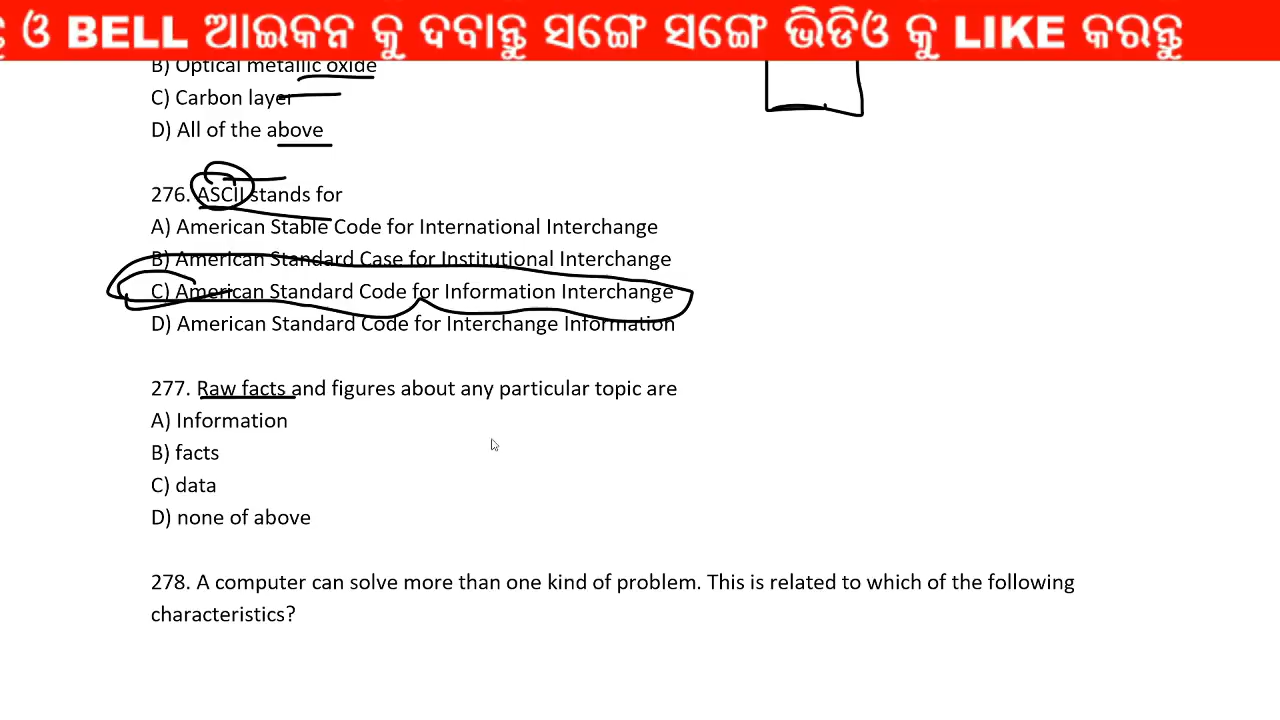 ଓ BELL ଆଇକନ କୁ ଦବାନ୍ତୁ ସଙ୍ଗେ ସଙ୍ଗେ ଭିଡିଓ କୁ LIKE କରନ୍ତୁ
B) Optical metallic oxide
C) Carbon layer
D) All of the above
276. ASCII stands for
A) American Stable Code for International Interchange
B) American Standard Case for Institutional Interchange
C) American Standard Code for Information Interchange
D) American Standard Code for Interchange Information
277. Raw facts and figures about any particular topic are
A) Information
B) facts
C) data
D) none of above
278. A computer can solve more than one kind of problem. This is related to which of the following
characteristics?